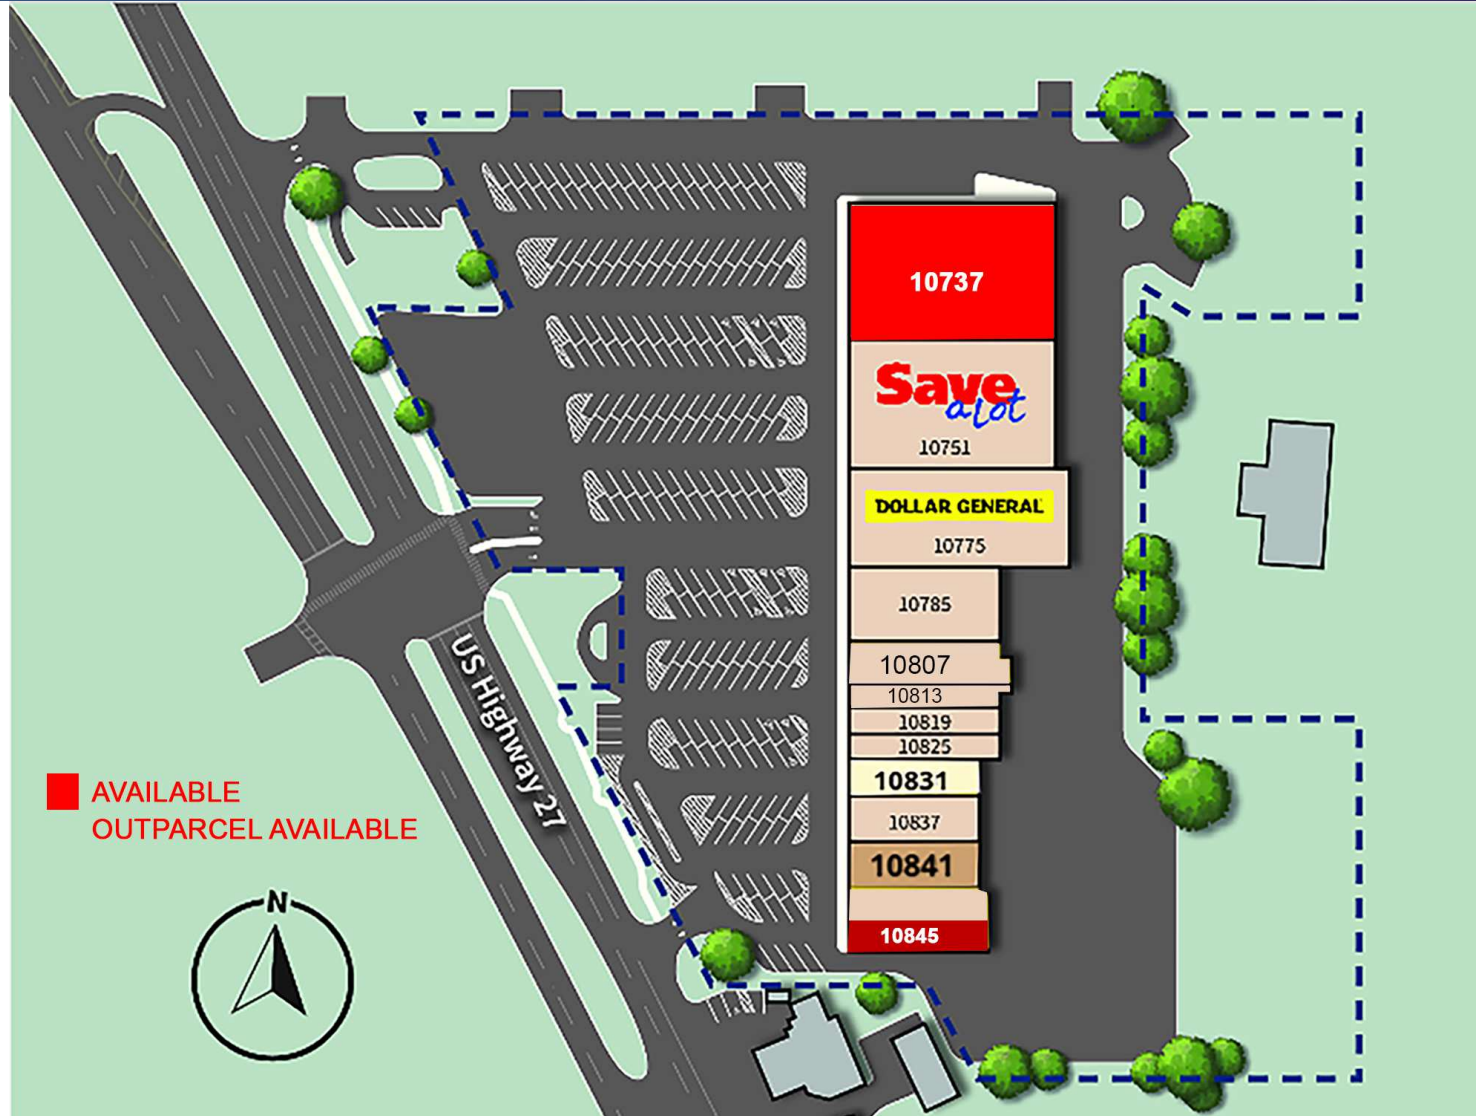 10737
Save
a lot
10751
DOLLAR GENERAL
10775
10785
10807
10813
10819
10825
10831
10837
10841
10845
US Highway 27
AVAILABLE
OUTPARCEL AVAILABLE
N